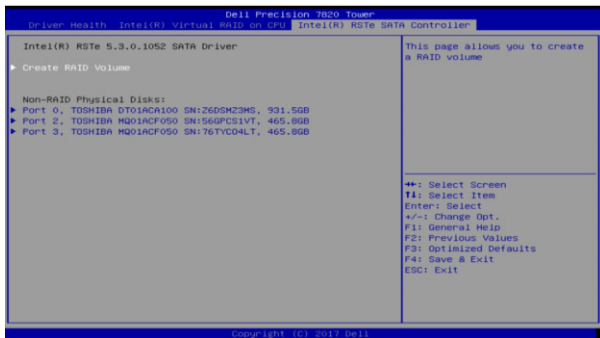 Dell Precision 7820 Tower
Driver Health Intel(R) Virtual RAID on CPU Intel(R) RSTe SATA Controller
Intel(R) RSTe 5.3.0.1052 SATA Driver
Create RAID Volume
Non-RAID Physical Disks:
Port 0, TOSHIBA DT01ACA100 SN:Z6DSMZ3MS, 931.5GB
Port 2, TOSHIBA MQ01ACF050 SN:56GPCS1VT, 465.8GB
Port 3, TOSHIBA MQ01ACF050 SN:76TYCO4LT, 465.8GB
This page allows you to create
a RAID volume
→←: Select Screen
↑↓: Select Item
Enter: Select
+/-: Change Opt.
F1: General Help
F2: Previous Values
F3: Optimized Defaults
F4: Save & Exit
ESC: Exit
Copyright (C) 2017 Dell